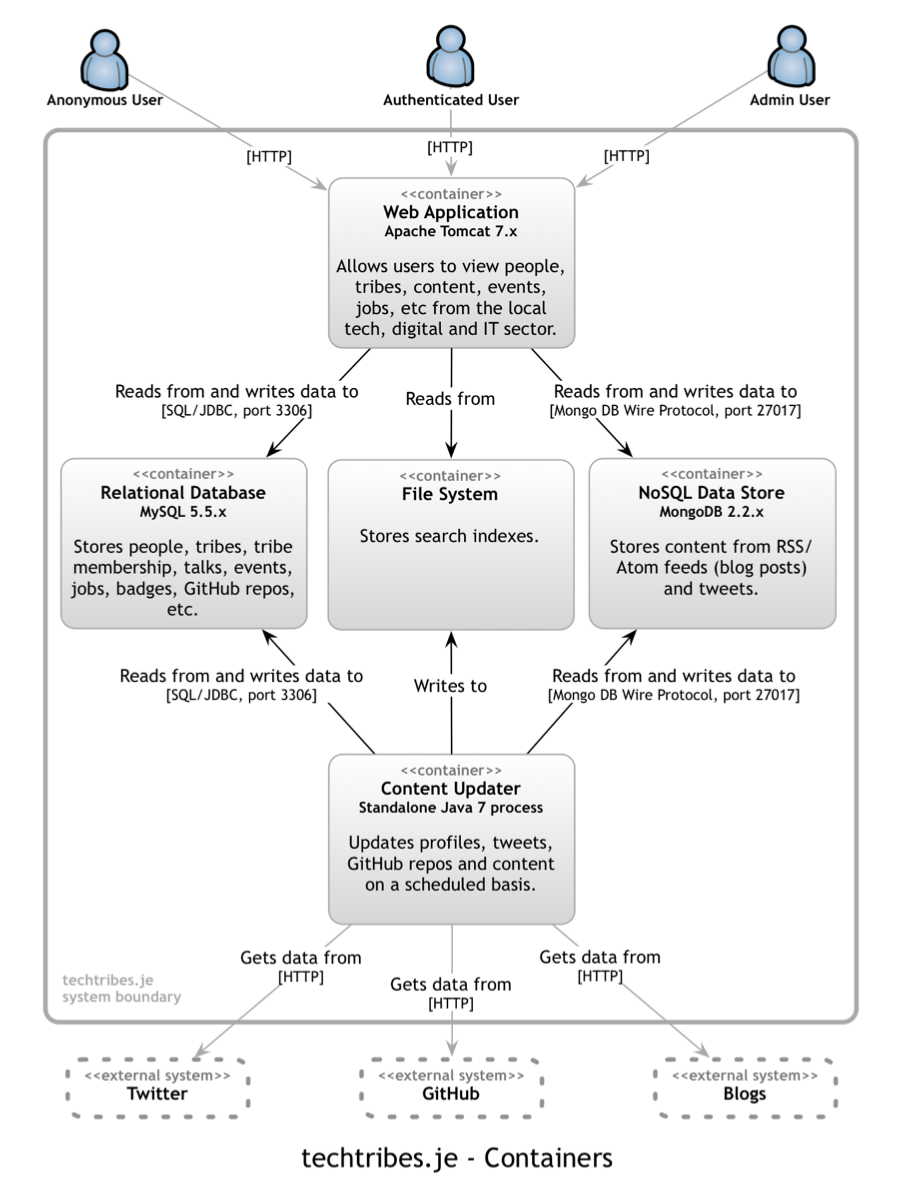 Anonymous User
Authenticated User
Admin User
[HTTP]
[HTTP]
[HTTP]
<<container>>
Web Application
Apache Tomcat 7.x
Allows users to view people,
tribes, content, events,
jobs, etc from the local
tech, digital and IT sector.
Reads from and writes data to
[SQL/JDBC, port 3306]
Reads from
Reads from and writes data to
[Mongo DB Wire Protocol, port 27017]
<<container>>
Relational Database
MySQL 5.5.x
Stores people, tribes, tribe
membership, talks, events,
jobs, badges, GitHub repos,
etc.
<<container>>
File System
Stores search indexes.
<<container>>
NoSQL Data Store
MongoDB 2.2.x
Stores content from RSS/
Atom feeds (blog posts)
and tweets.
Reads from and writes data to
[SQL/JDBC, port 3306]
Writes to
Reads from and writes data to
[Mongo DB Wire Protocol, port 27017]
<<container>>
Content Updater
Standalone Java 7 process
Updates profiles, tweets,
GitHub repos and content
on a scheduled basis.
Gets data from
[HTTP]
Gets data from
[HTTP]
Gets data from
[HTTP]
techtribes.je
system boundary
<<external system>>
Twitter
<<external system>>
GitHub
<<external system>>
Blogs
techtribes.je - Containers